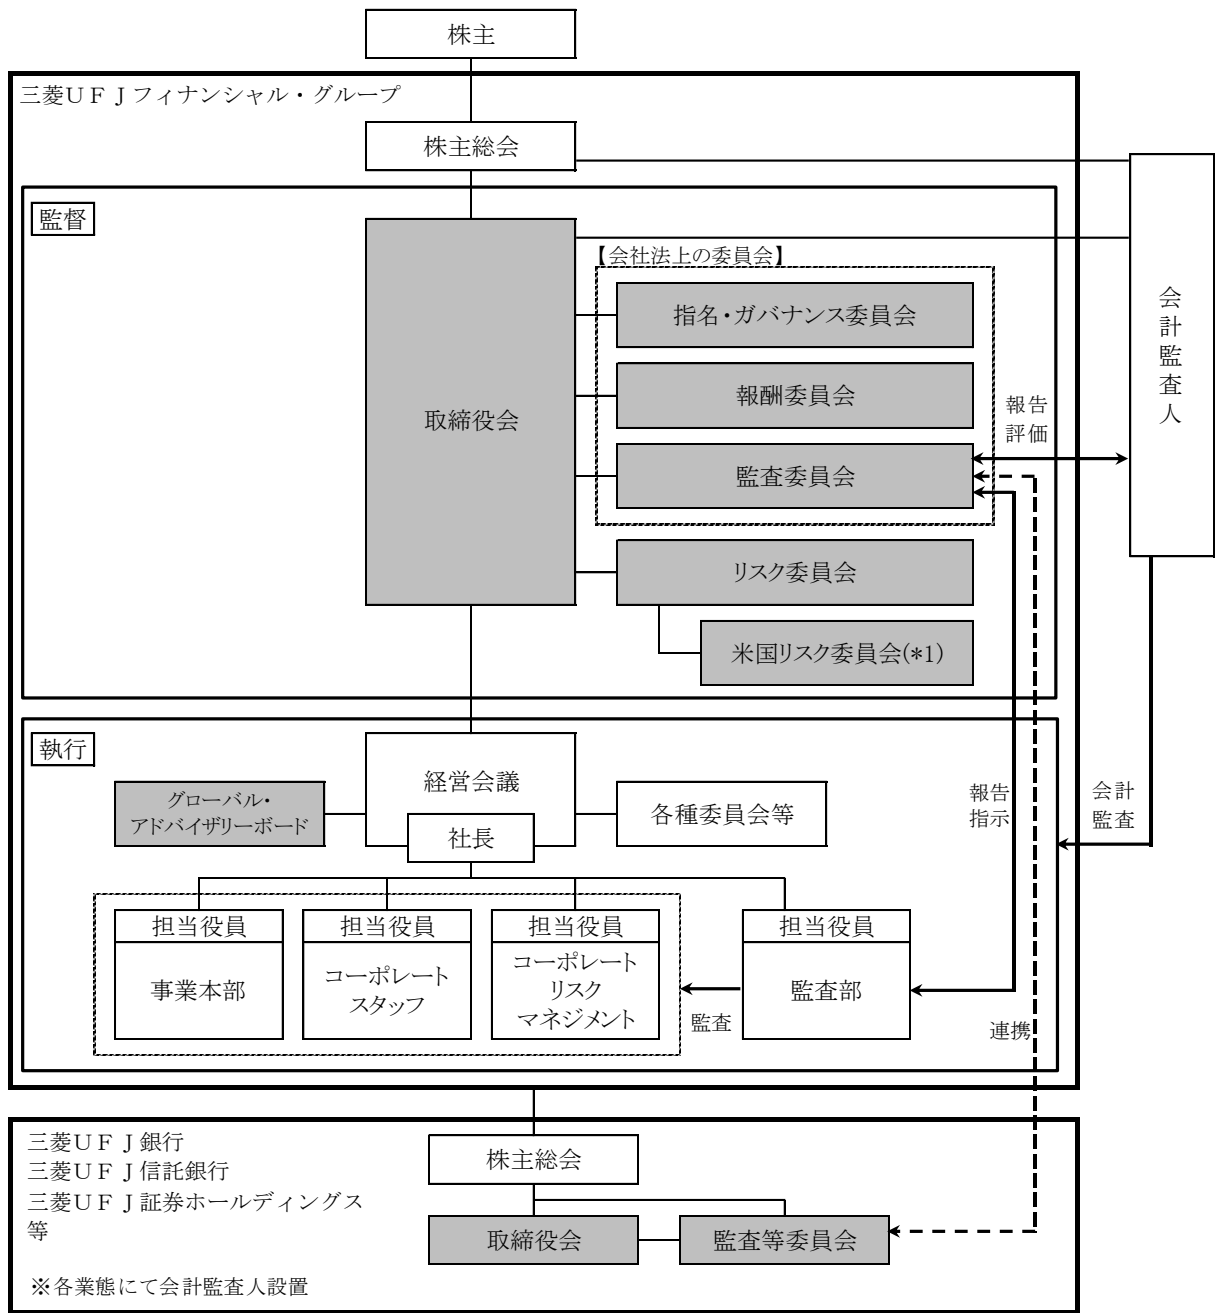 株主
三菱ＵＦＪフィナンシャル・グループ
株主総会
監督
取締役会
【会社法上の委員会】
指名・ガバナンス委員会
報酬委員会
監査委員会
リスク委員会
米国リスク委員会(*1)
報告
評価
会計監査人
執行
経営会議
社長
グローバル・
アドバイザリーボード
各種委員会等
報告
指示
会計
監査
担当役員
事業本部
担当役員
コーポレート
スタッフ
担当役員
コーポレート
リスク
マネジメント
監査
担当役員
監査部
連携
三菱ＵＦＪ銀行
三菱ＵＦＪ信託銀行
三菱ＵＦＪ証券ホールディングス
等
株主総会
取締役会
監査等委員会
※各業態にて会計監査人設置